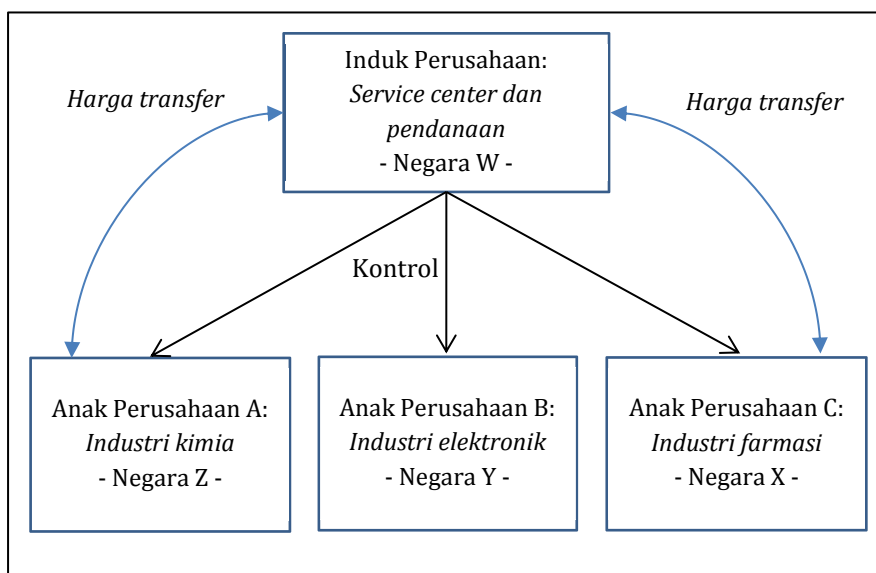 Induk Perusahaan:
Service center dan
pendanaan
- Negara W -
Harga transfer
Harga transfer
Kontrol
Anak Perusahaan A:
Industri kimia
- Negara Z -
Anak Perusahaan B:
Industri elektronik
- Negara Y -
Anak Perusahaan C:
Industri farmasi
- Negara X -